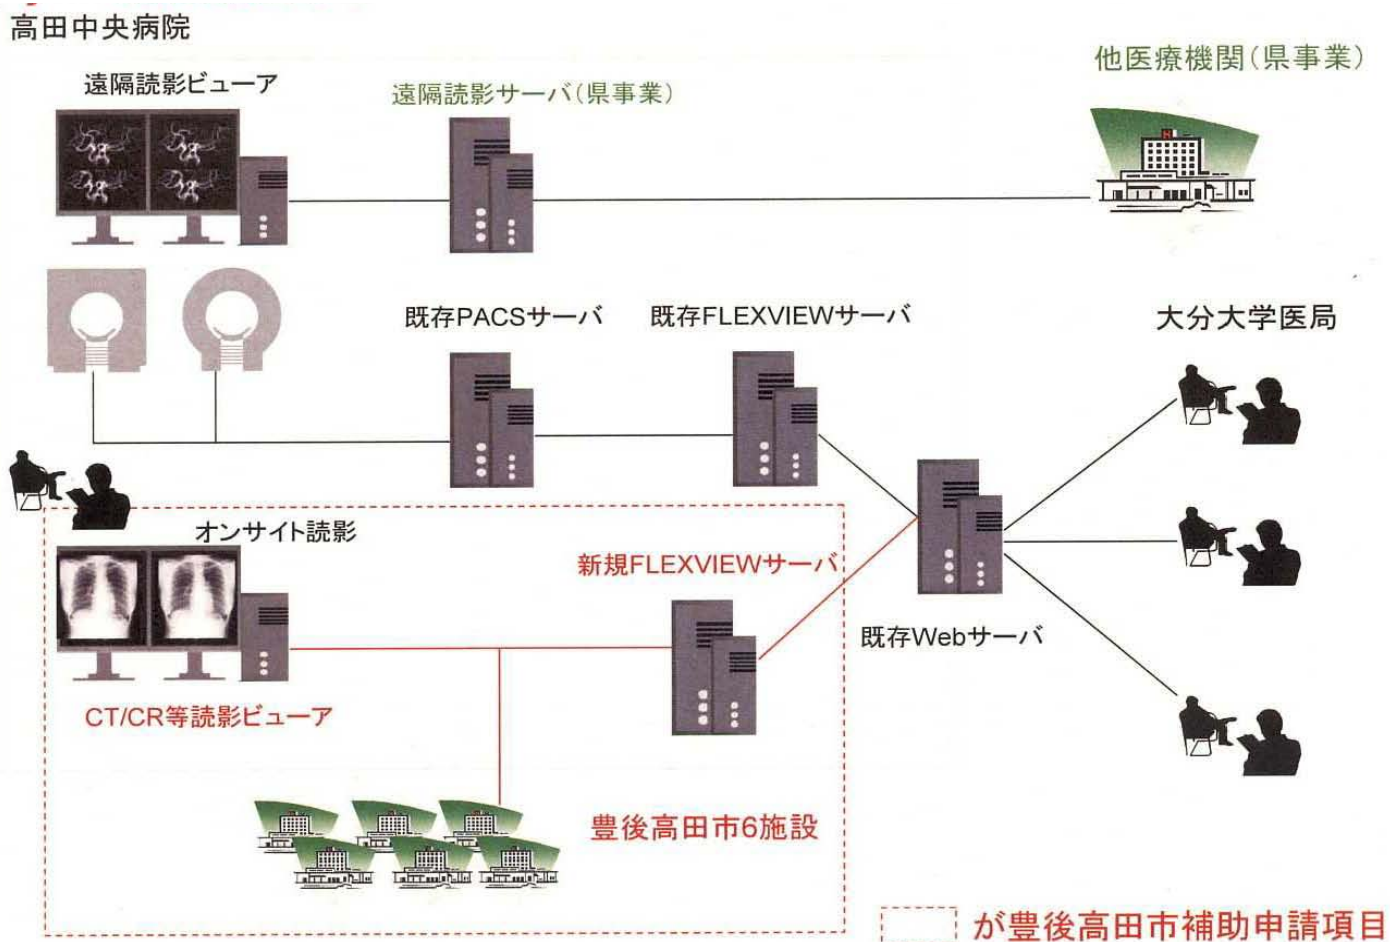 高田中央病院
遠隔読影ビューア
遠隔読影サーバ(県事業)
他医療機関(県事業)
既存PACSサーバ
既存FLEXVIEWサーバ
大分大学医局
オンサイト読影
新規FLEXVIEWサーバ
既存Webサーバ
CT/CR等読影ビューア
豊後高田市6施設
が豊後高田市補助申請項目